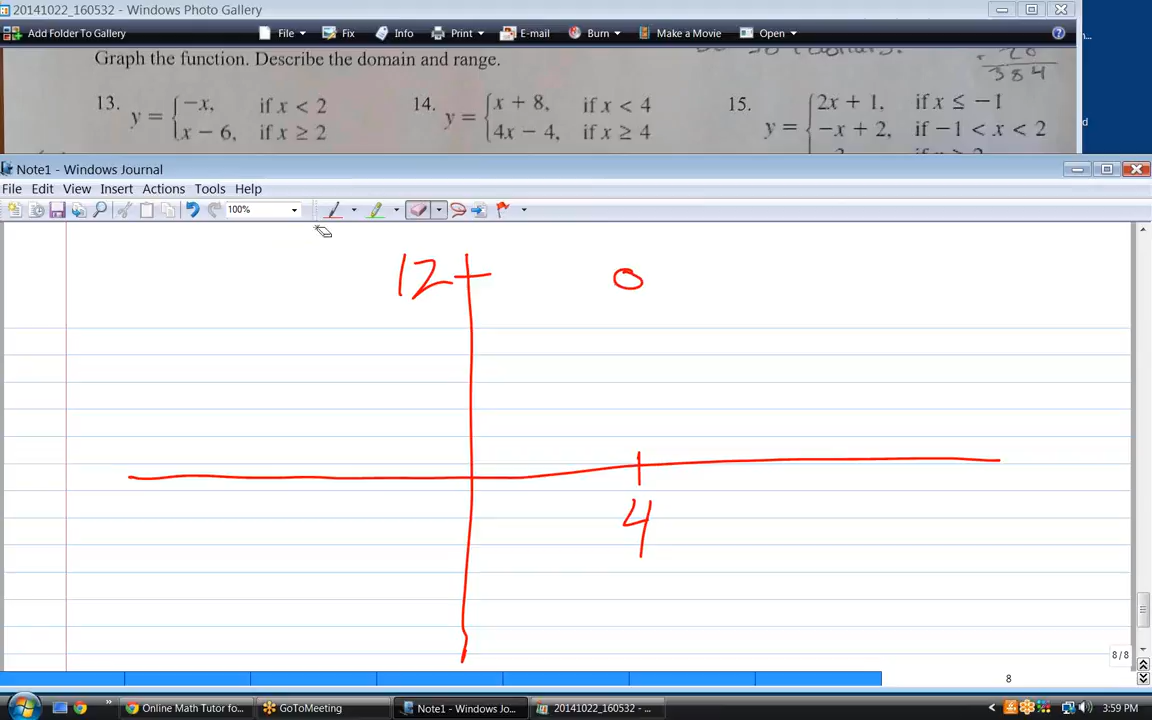 20141022_160532 - Windows Photo Gallery
Add Folder To Gallery File Fix Info Print E-mail Burn Make a Movie Open
Graph the function. Describe the domain and range.
20
384
13. y = { −x, if x < 2
x − 6, if x ≥ 2
14. y = { x + 8, if x < 4
4x − 4, if x ≥ 4
15. y = { 2x + 1, if x ≤ −1
−x + 2, if −1 < x < 2
Note1 - Windows Journal
File Edit View Insert Actions Tools Help
100%
12
4
8/8
8
Online Math Tutor fo... GoToMeeting Note1 - Windows Jo... 20141022_160532 - ... 3:59 PM